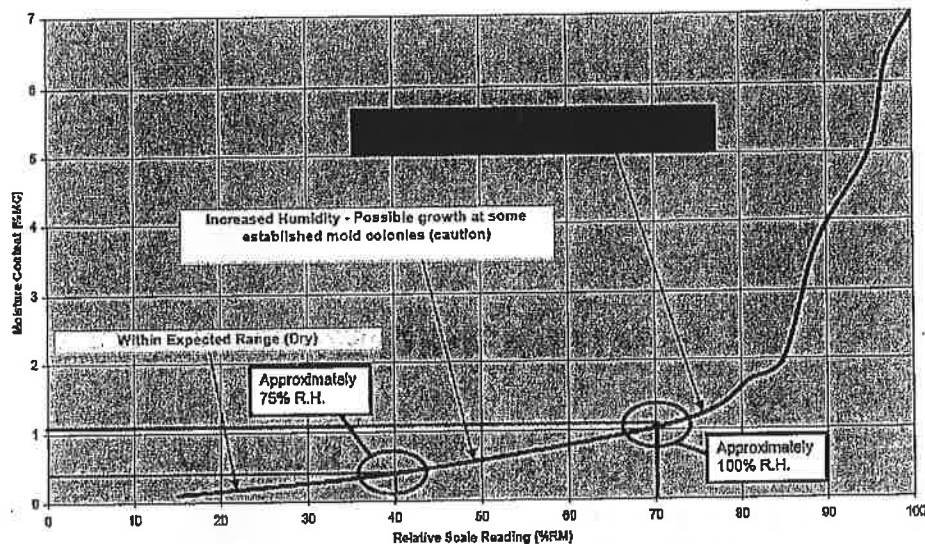 7
6
5
4
3
2
1
0
Moisture Content [%MC]
Increased Humidity - Possible growth at some
established mold colonies (caution)
Within Expected Range (Dry)
Approximately
75% R.H.
Approximately
100% R.H.
0 10 20 30 40 50 60 70 80 90 100
Relative Scale Reading [%RM]